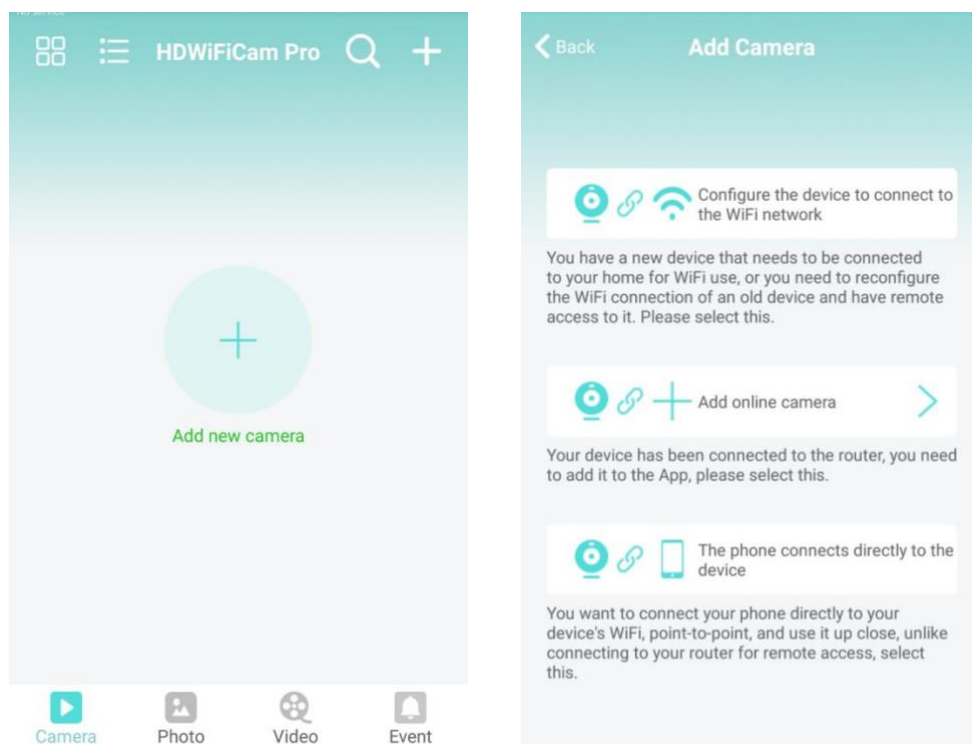 No service
HDWiFiCam Pro
Add new camera
Camera Photo Video Event
Back Add Camera
Configure the device to connect to
the WiFi network
You have a new device that needs to be connected
to your home for WiFi use, or you need to reconfigure
the WiFi connection of an old device and have remote
access to it. Please select this.
Add online camera
Your device has been connected to the router, you need
to add it to the App, please select this.
The phone connects directly to the
device
You want to connect your phone directly to your
device's WiFi, point-to-point, and use it up close, unlike
connecting to your router for remote access, select
this.